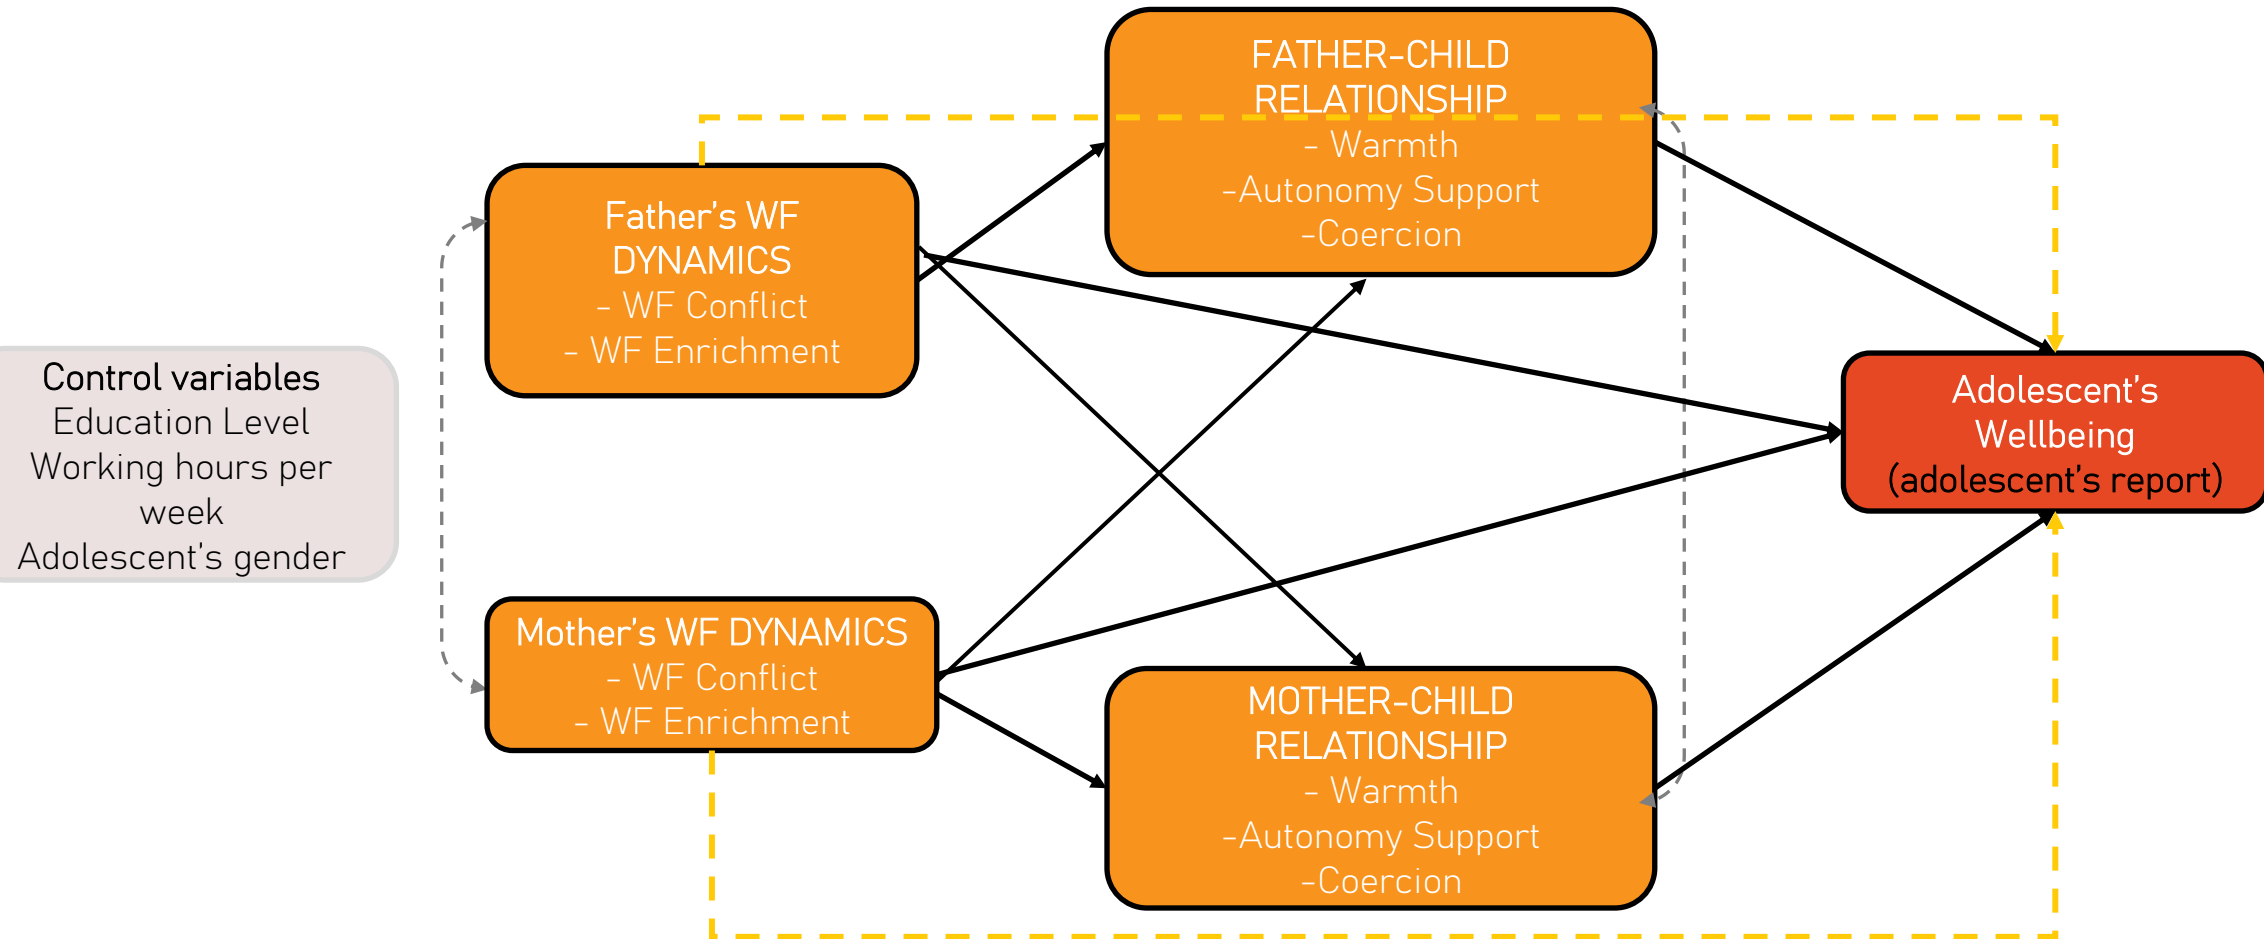 FATHER-CHILD
RELATIONSHIP
- Warmth
-Autonomy Support
-Coercion
Father's WF
DYNAMICS
- WF Conflict
- WF Enrichment
Control variables
Education Level
Working hours per
week
Adolescent's gender
Adolescent's
Wellbeing
(adolescent's report)
Mother's WF DYNAMICS
- WF Conflict
- WF Enrichment
MOTHER-CHILD
RELATIONSHIP
- Warmth
-Autonomy Support
-Coercion